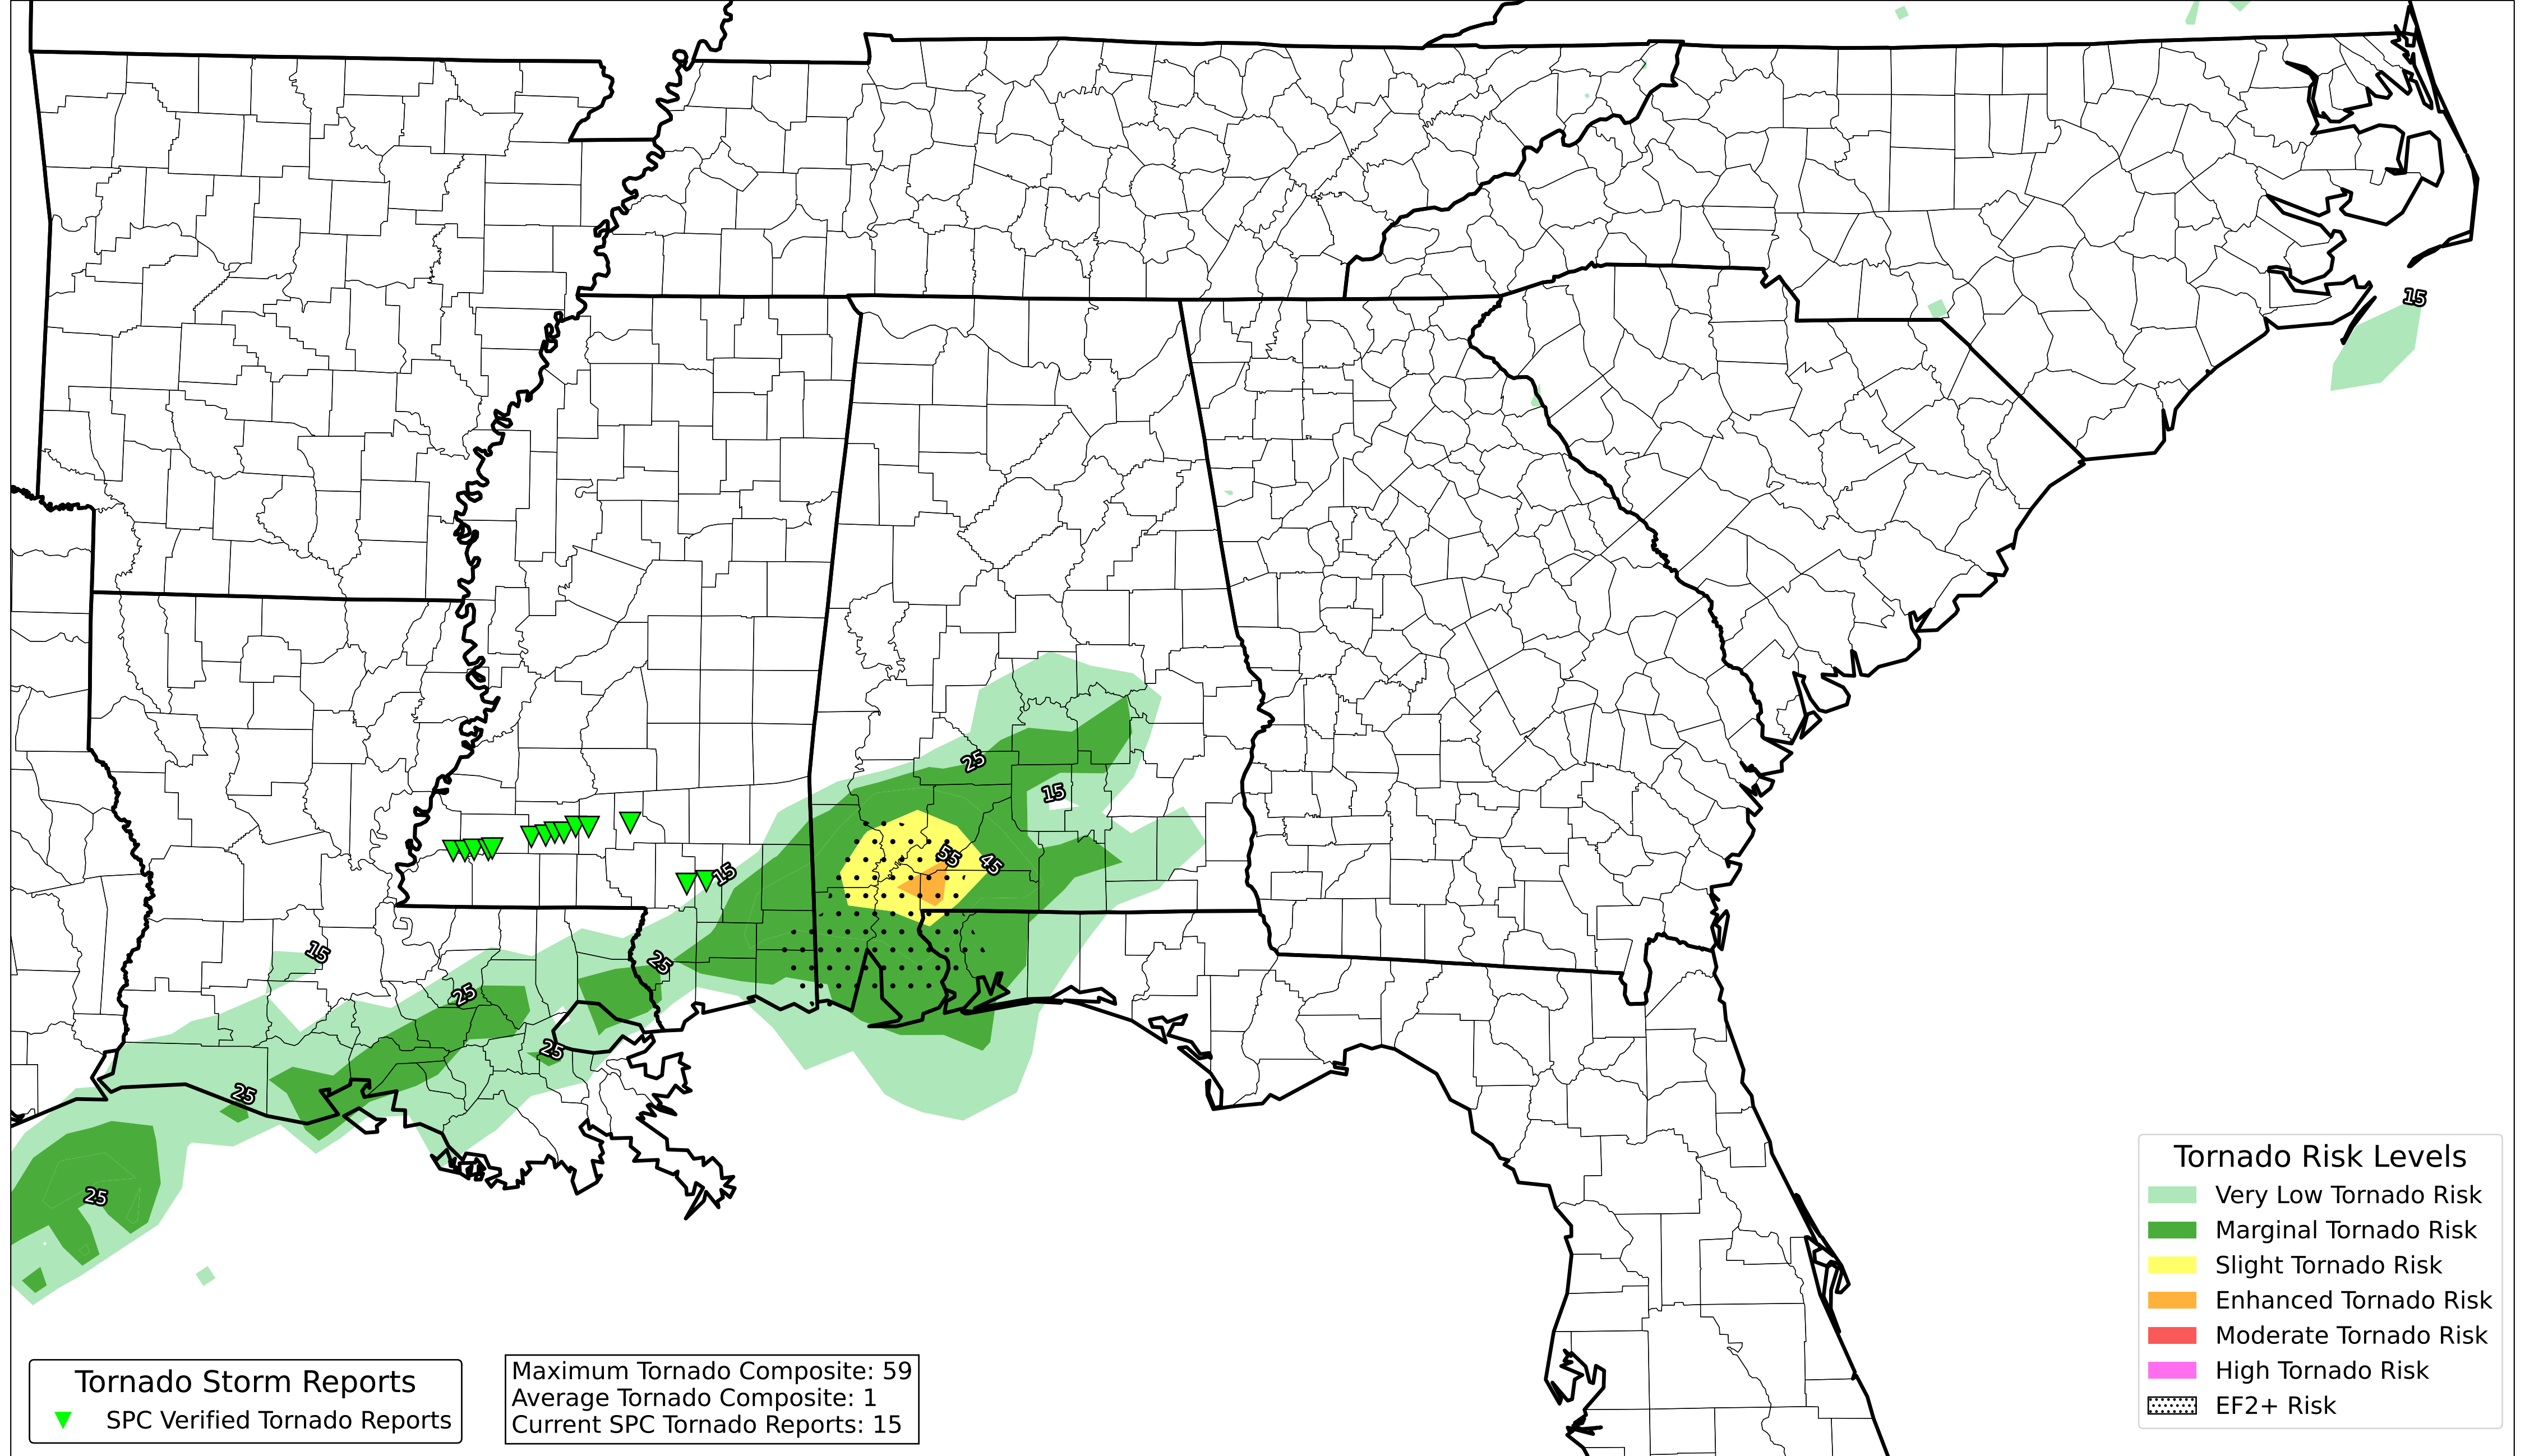 15
25
15
55
45
15
15
25
25
25
25
25
Tornado Storm Reports
SPC Verified Tornado Reports
Maximum Tornado Composite: 59
Average Tornado Composite: 1
Current SPC Tornado Reports: 15
Tornado Risk Levels
Very Low Tornado Risk
Marginal Tornado Risk
Slight Tornado Risk
Enhanced Tornado Risk
Moderate Tornado Risk
High Tornado Risk
EF2+ Risk